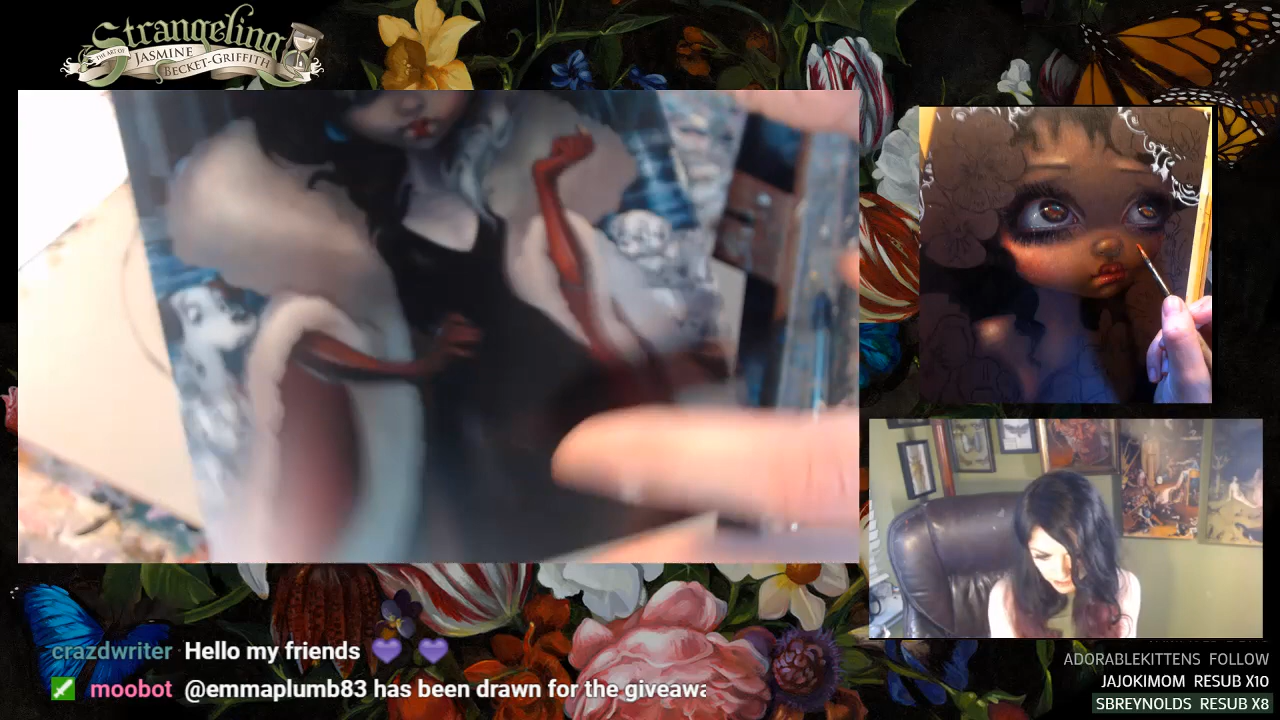 Strangeling
THE ART OF
JASMINE
BECKET-GRIFFITH
crazdwriter Hello my friends 💜 💜
moobot @emmaplumb83 has been drawn for the giveawa
ADORABLEKITTENS FOLLOW
JAJOKIMOM RESUB X10
SBREYNOLDS RESUB X8